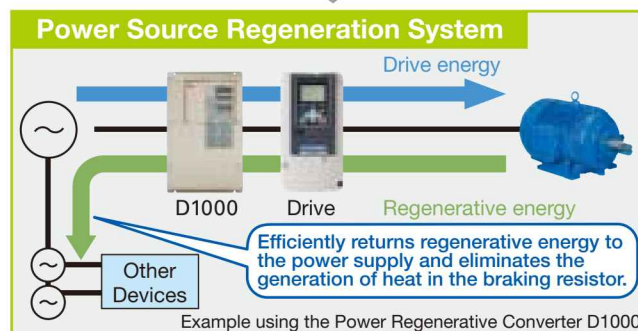 Power Source Regeneration System
Drive energy
D1000
Drive
Regenerative energy
Efficiently returns regenerative energy to
the power supply and eliminates the
generation of heat in the braking resistor.
Other
Devices
Example using the Power Regenerative Converter D1000